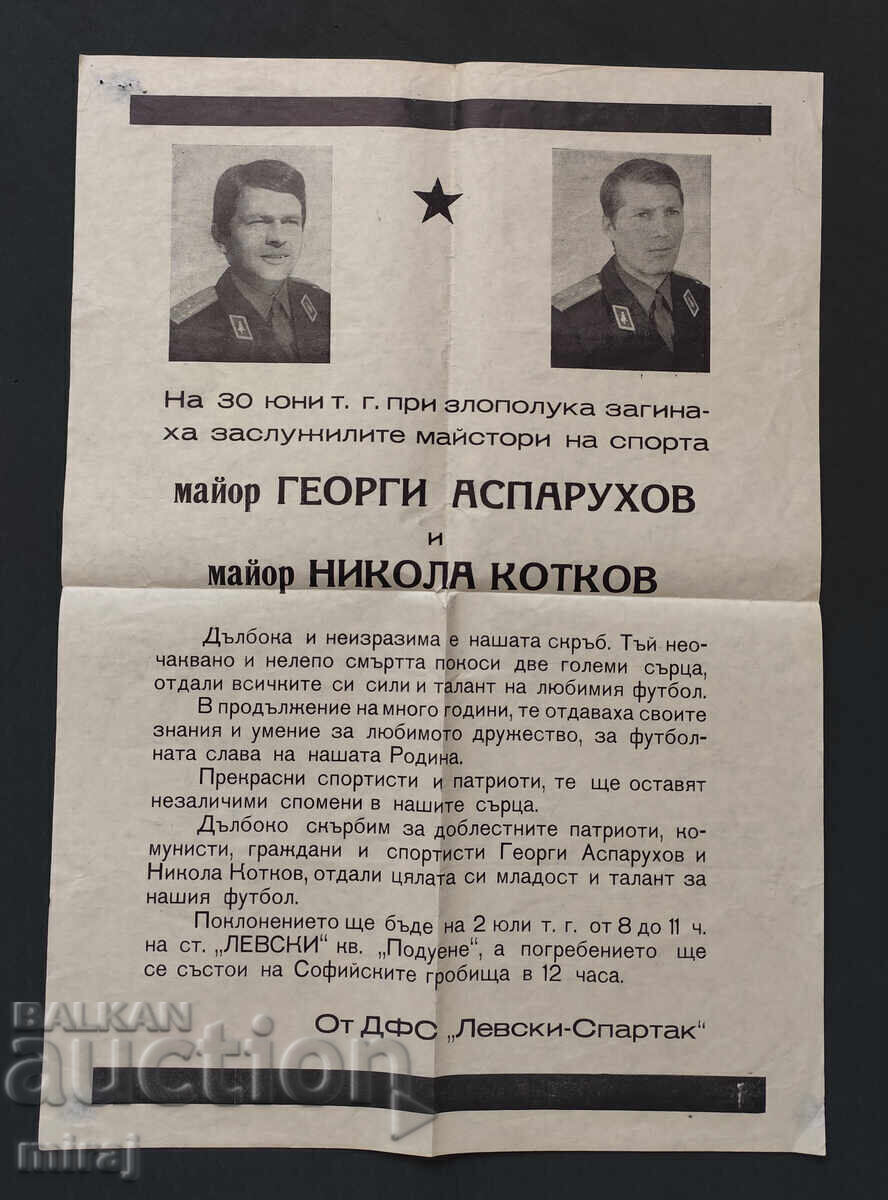 На 30 юни т. г. при злополука загина-
ха заслужилите майстори на спорта
майор ГЕОРГИ АСПАРУХОВ
и
майор НИКОЛА КОТКОВ
Дълбока и неизразима е нашата скръб. Тъй нео-
чаквано и нелепо смъртта покоси две големи сърца,
отдали всичките си сили и талант на любимия футбол.
В продължение на много години, те отдаваха своите
знания и умение за любимото дружество, за футбол-
ната слава на нашата Родина.
Прекрасни спортисти и патриоти, те ще оставят
незаличими спомени в нашите сърца.
Дълбоко скърбим за доблестните патриоти, ко-
мунисти, граждани и спортисти Георги Аспарухов и
Никола Котков, отдали цялата си младост и талант за
нашия футбол.
Поклонението ще бъде на 2 юли т. г. от 8 до 11 ч.
на ст. „ЛЕВСКИ“ кв. „Подуене“, а погребението ще
се състои на Софийските гробища в 12 часа.
От ДФС „Левски-Спартак“
BALKAN
auction
miraj